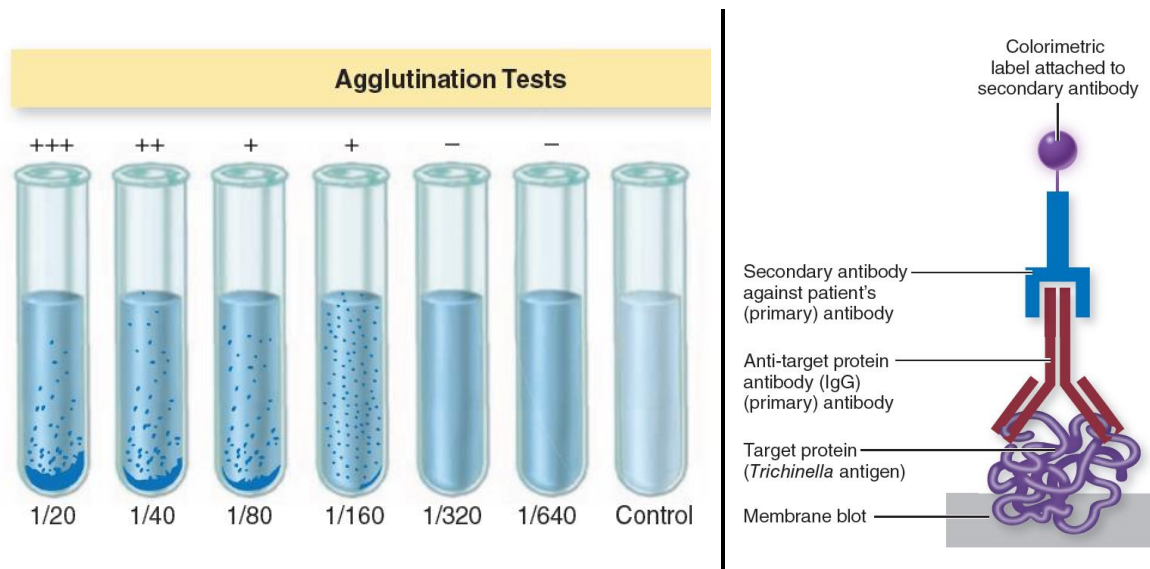 Agglutination Tests
+++ ++ + + – –
1/20 1/40 1/80 1/160 1/320 1/640 Control
Colorimetric
label attached to
secondary antibody
Secondary antibody
against patient's
(primary) antibody
Anti-target protein
antibody (IgG)
(primary) antibody
Target protein
(Trichinella antigen)
Membrane blot